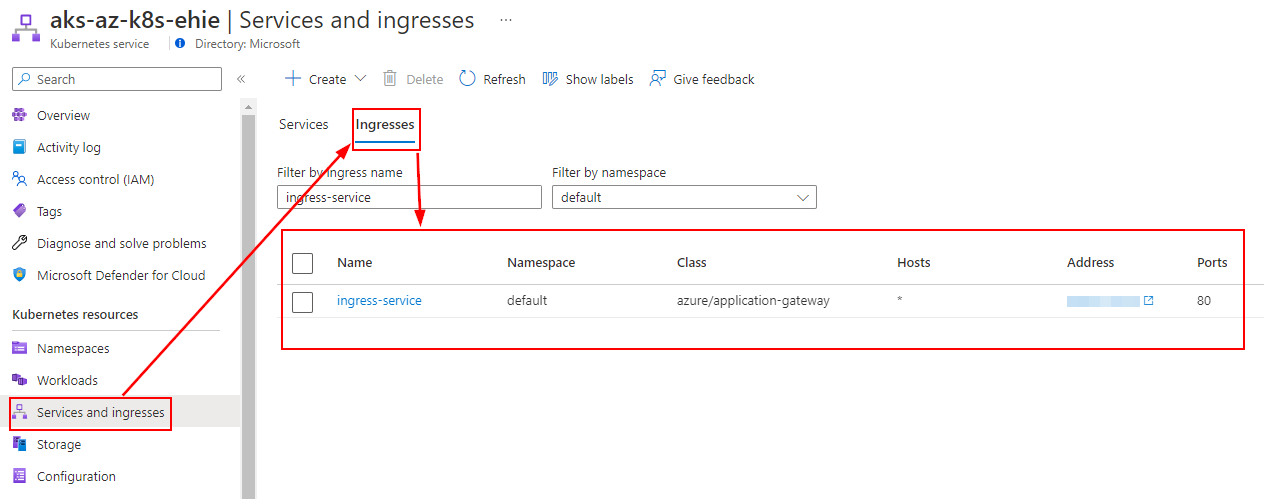 aks-az-k8s-ehie | Services and ingresses ...
Kubernetes service Directory: Microsoft
Search
Overview
Activity log
Access control (IAM)
Tags
Diagnose and solve problems
Microsoft Defender for Cloud
Kubernetes resources
Namespaces
Workloads
Services and ingresses
Storage
Configuration
Create Delete Refresh Show labels Give feedback
Services Ingresses
Filter by ingress name Filter by namespace
ingress-service default
Name Namespace Class Hosts Address Ports
ingress-service default azure/application-gateway * 80